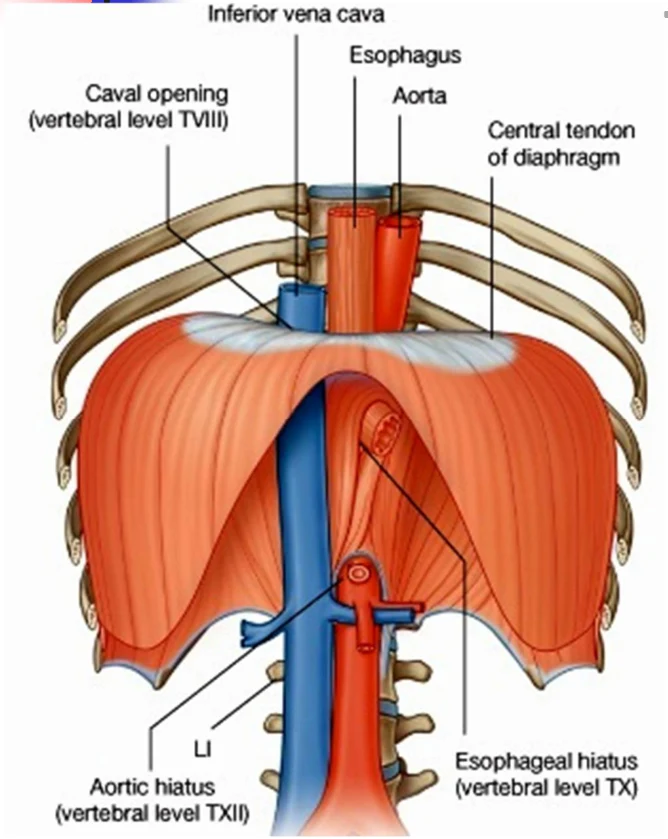 Inferior vena cava
Esophagus
Aorta
Caval opening
(vertebral level TVIII)
Central tendon
of diaphragm
LI
Aortic hiatus
(vertebral level TXII)
Esophageal hiatus
(vertebral level TX)